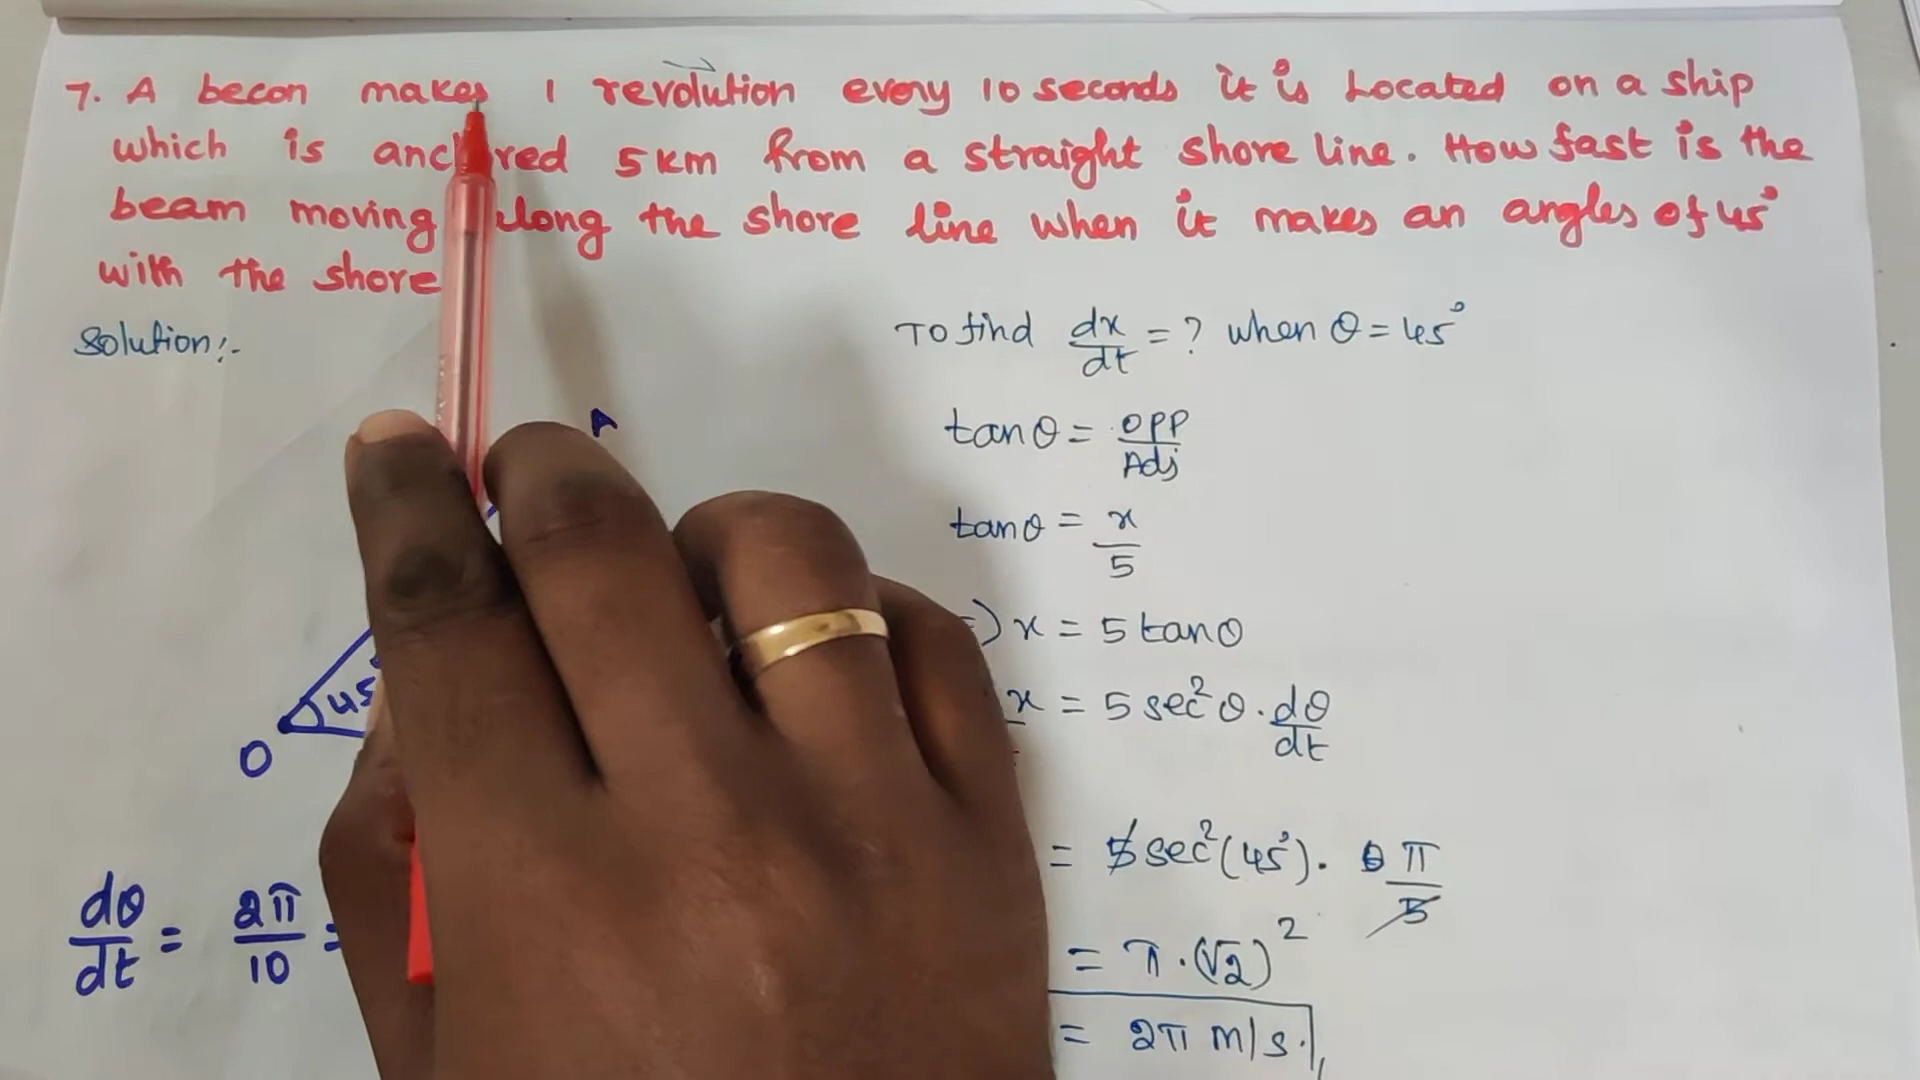 7. A becon makes 1 revolution every 10 seconds it is Located on a ship
which is anc red 5 km from a straight shore line. How fast is the
beam moving along the shore line when it makes an angles of 45°
with the shore
Solution:-
To find dx/dt = ? when θ = 45°
tanθ = opp/Adj
A
tanθ = x/5
x = 5 tanθ
x = 5 sec²θ . dθ/dt
45
O
= 5 sec²(45°) . π/5
dθ/dt = 2π/10 =
= π . (√2)²
= 2π m/s.